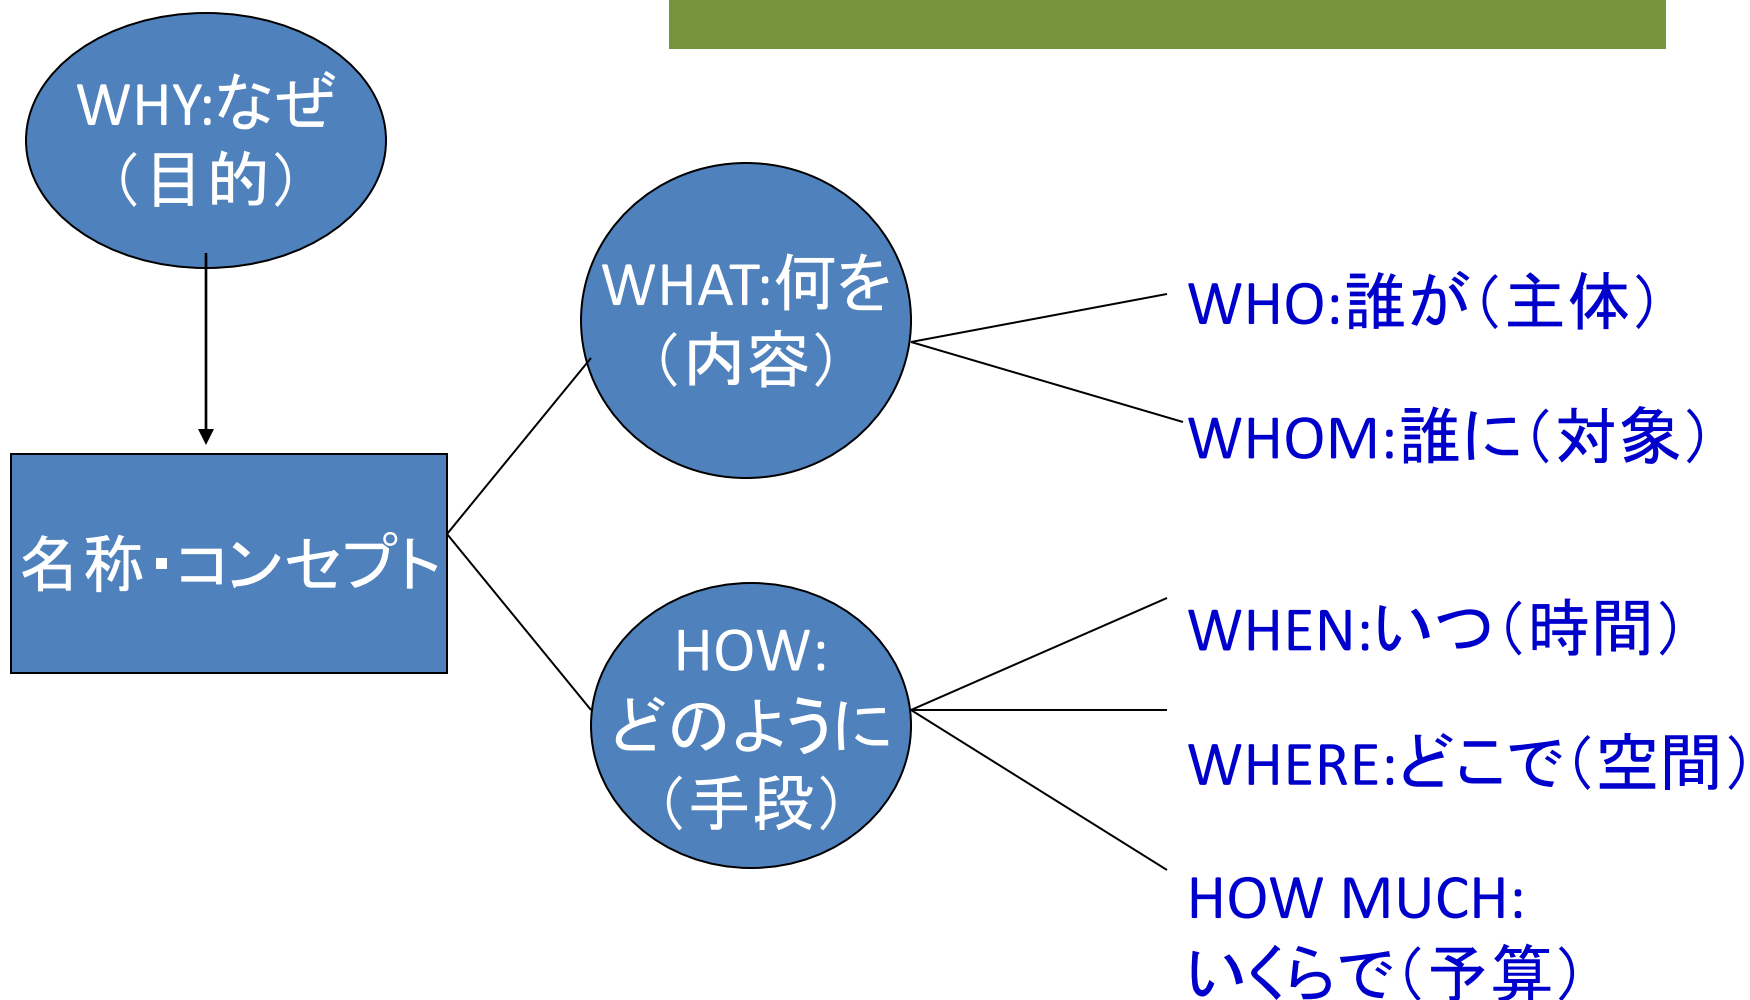 WHY:なぜ
（目的）
名称・コンセプト
WHAT:何を
（内容）
HOW:
どのように
（手段）
WHO:誰が（主体）
WHOM:誰に（対象）
WHEN:いつ（時間）
WHERE:どこで（空間）
HOW MUCH:
いくらで（予算）